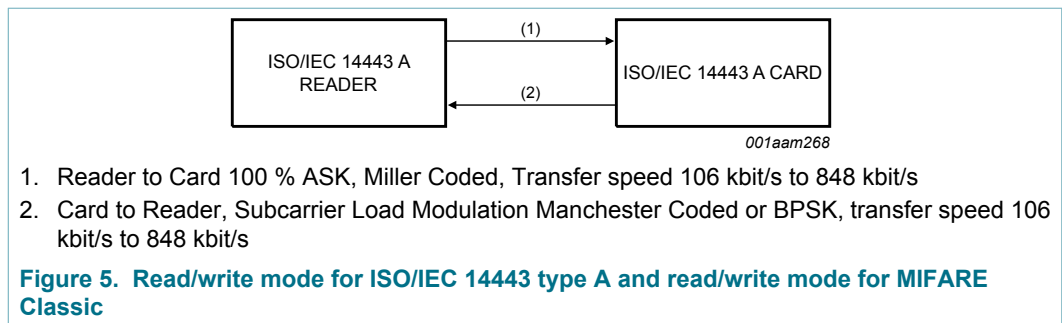 (1)
ISO/IEC 14443 A
READER
ISO/IEC 14443 A CARD
(2)
001aam268
1. Reader to Card 100 % ASK, Miller Coded, Transfer speed 106 kbit/s to 848 kbit/s
2. Card to Reader, Subcarrier Load Modulation Manchester Coded or BPSK, transfer speed 106
kbit/s to 848 kbit/s
Figure 5. Read/write mode for ISO/IEC 14443 type A and read/write mode for MIFARE
Classic